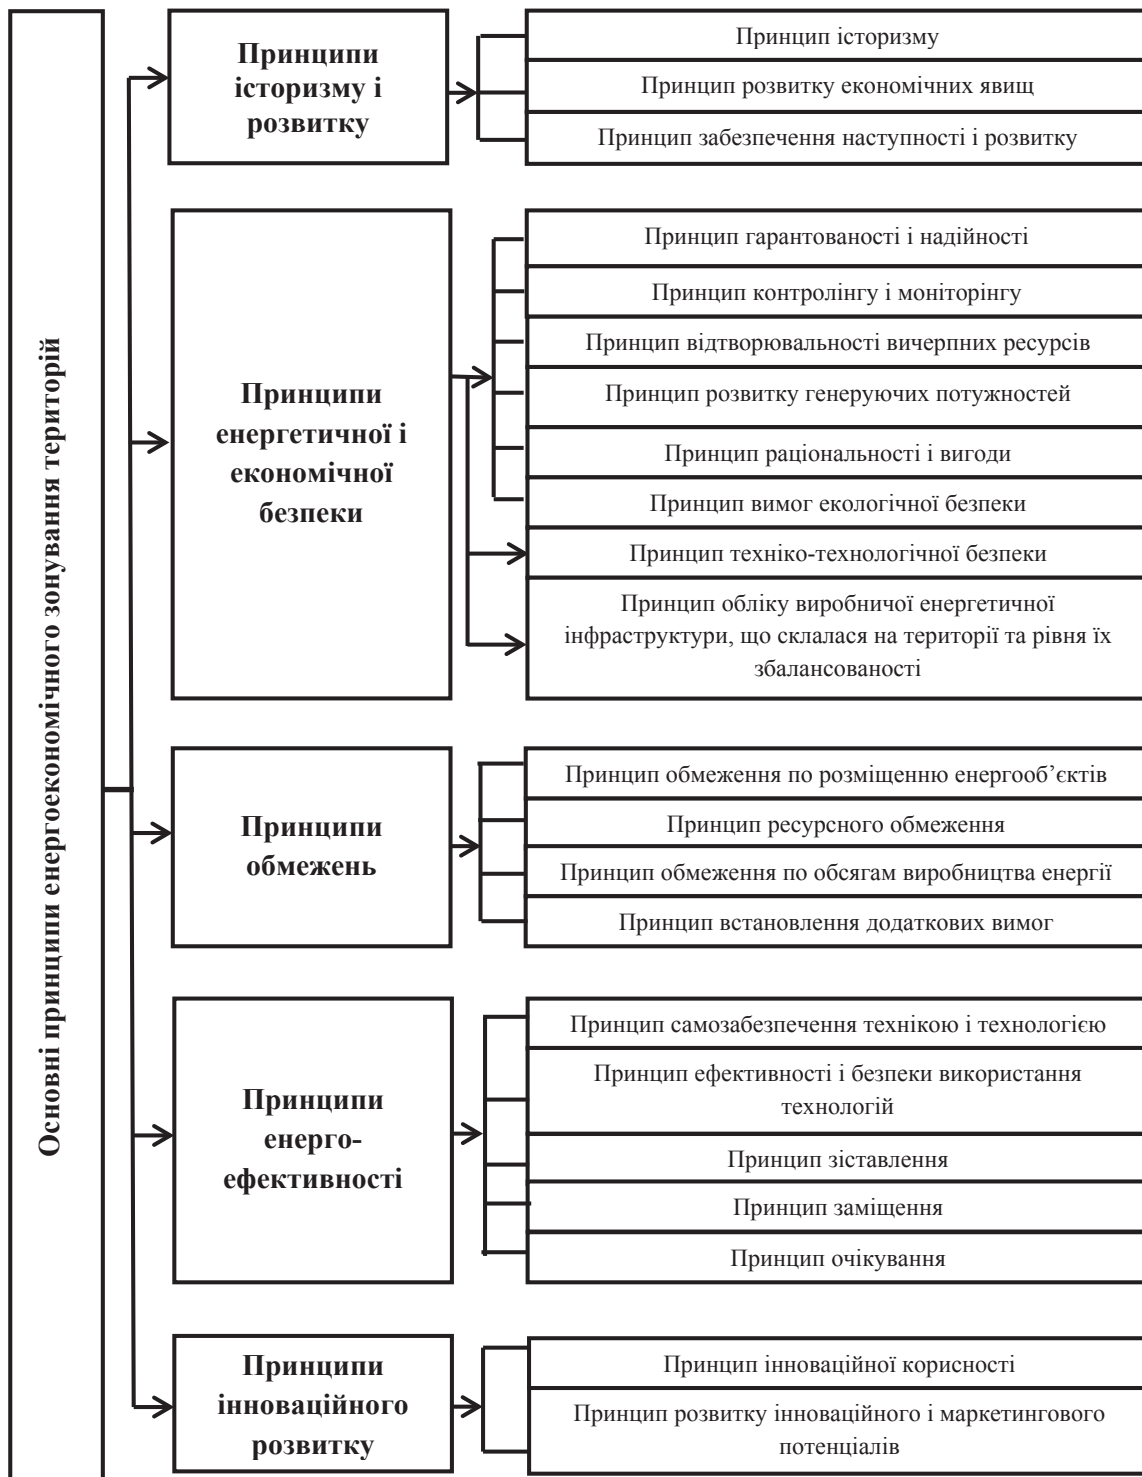 Основні принципи енергоекономічного зонування територій
Принципи
історизму і
розвитку
Принцип історизму
Принцип розвитку економічних явищ
Принцип забезпечення наступності і розвитку
Принципи
енергетичної і
економічної
безпеки
Принцип гарантованості і надійності
Принцип контролінгу і моніторінгу
Принцип відтворювальності вичерпних ресурсів
Принцип розвитку генеруючих потужностей
Принцип раціональності і вигоди
Принцип вимог екологічної безпеки
Принцип техніко-технологічної безпеки
Принцип обліку виробничої енергетичної
інфраструктури, що склалася на території та рівня їх
збалансованості
Принципи
обмежень
Принцип обмеження по розміщенню енергооб’єктів
Принцип ресурсного обмеження
Принцип обмеження по обсягам виробництва енергії
Принцип встановлення додаткових вимог
Принципи
енерго-
ефективності
Принцип самозабезпечення технікою і технологією
Принцип ефективності і безпеки використання
технологій
Принцип зіставлення
Принцип заміщення
Принцип очікування
Принципи
інноваційного
розвитку
Принцип інноваційної корисності
Принцип розвитку інноваційного і маркетингового
потенціалів